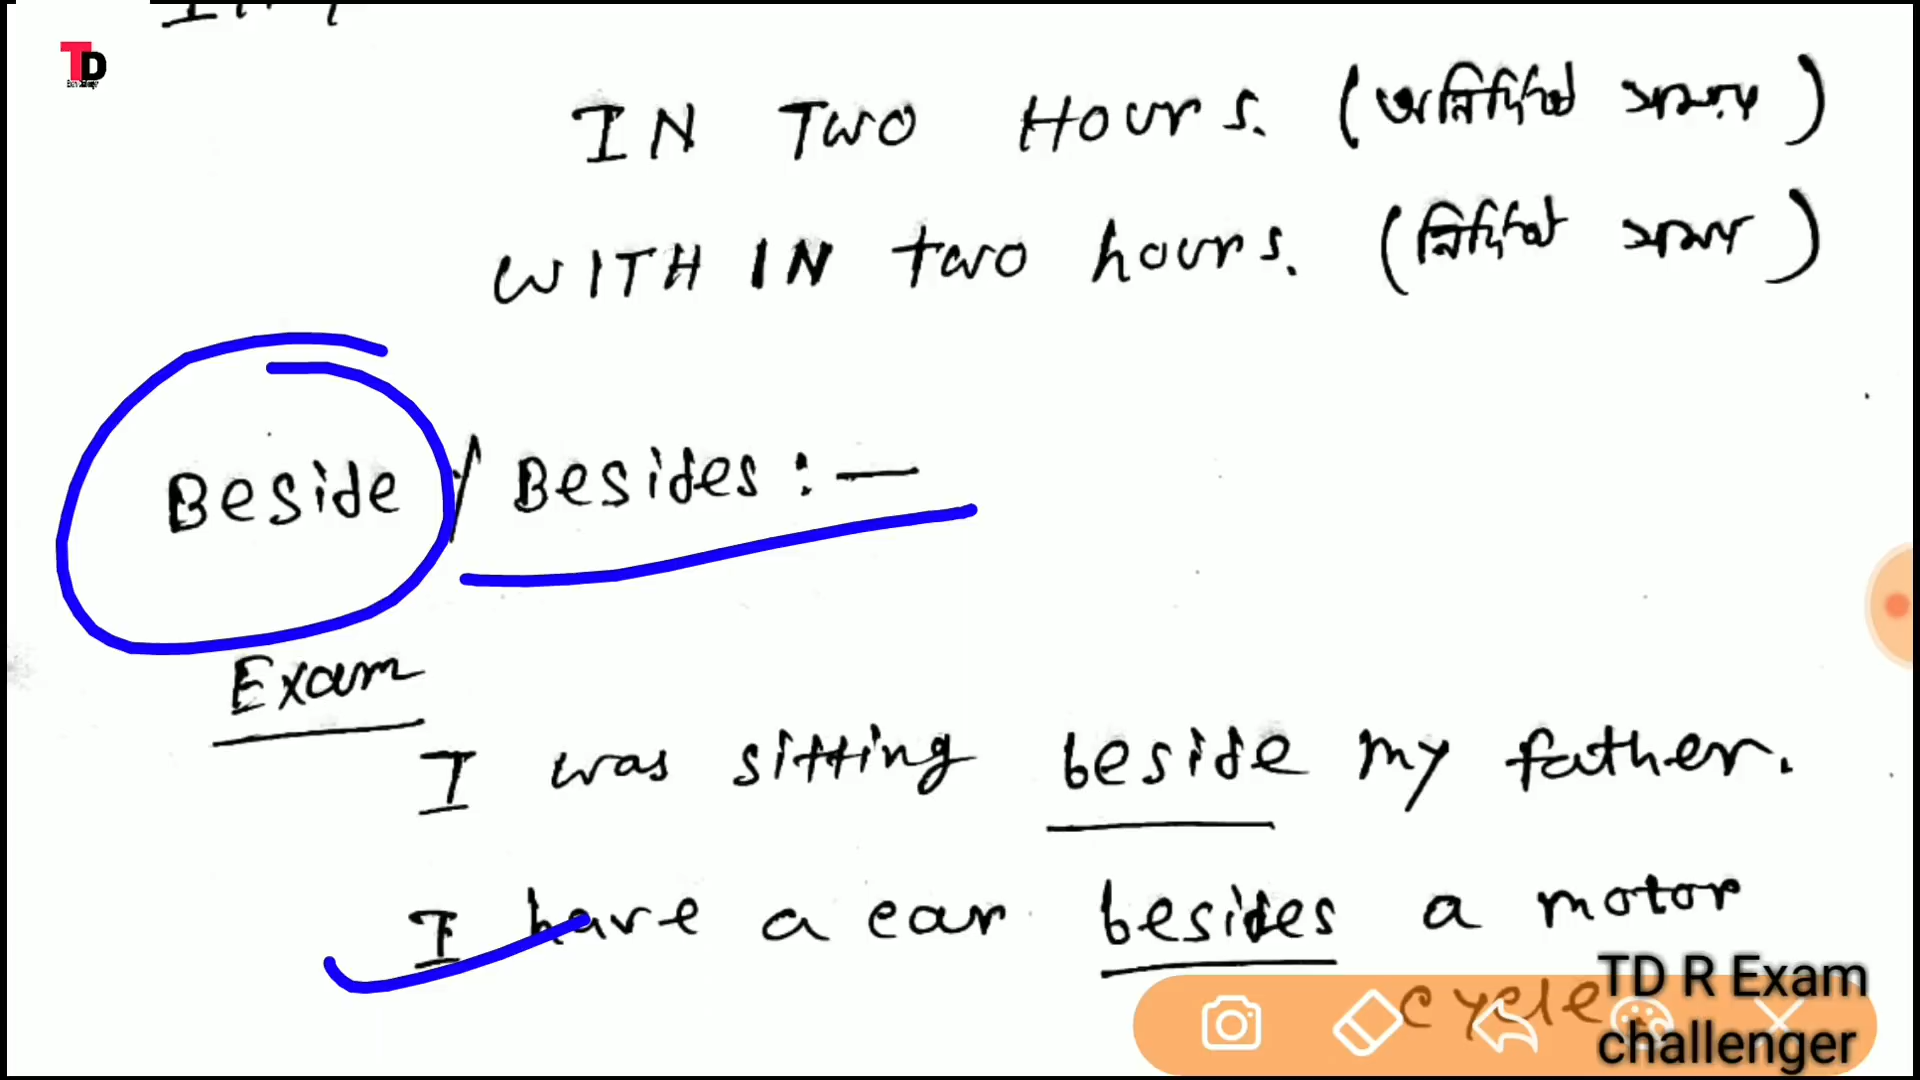 TD
IN Two Hours. (অনির্দিষ্ট সময়)
WITH IN two hours. (নির্দিষ্ট সময়)
Beside / Besides : —
Exam
I was sitting beside my father.
I have a car besides a motor
cycle.
TD R Exam
challenger